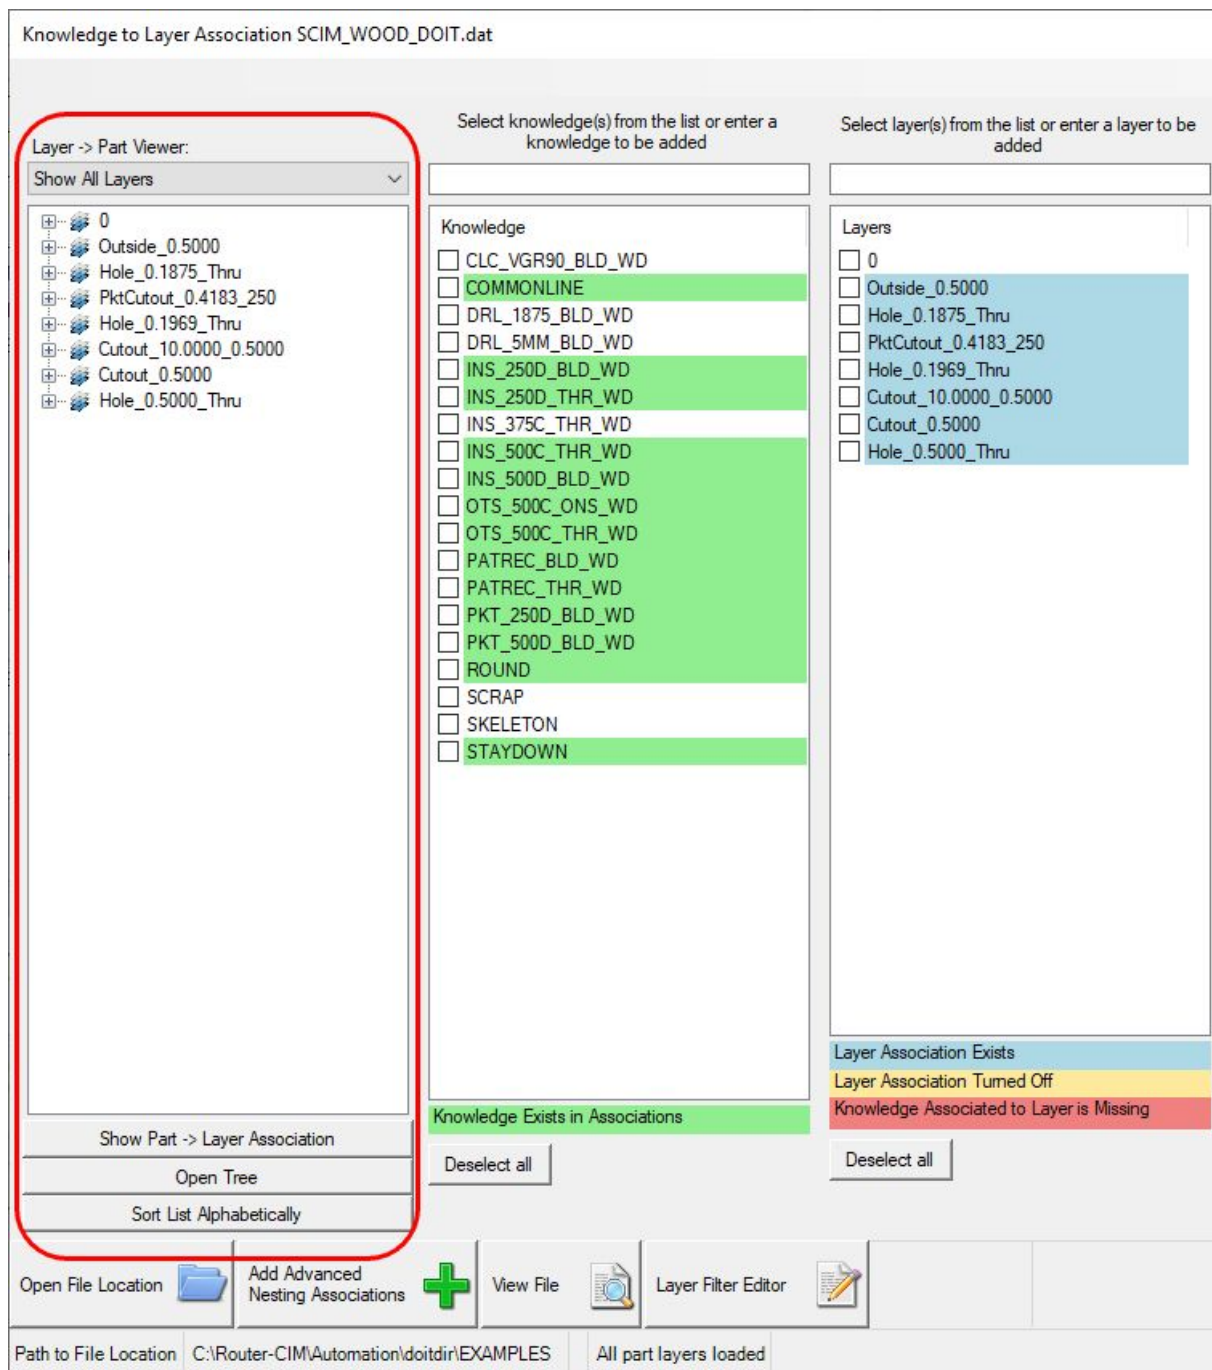 Knowledge to Layer Association SCIM_WOOD_DOIT.dat
Layer -> Part Viewer:
Show All Layers
0
Outside_0.5000
Hole_0.1875_Thru
PktCutout_0.4183_250
Hole_0.1969_Thru
Cutout_10.0000_0.5000
Cutout_0.5000
Hole_0.5000_Thru
Show Part -> Layer Association
Open Tree
Sort List Alphabetically
Select knowledge(s) from the list or enter a
knowledge to be added
Knowledge
CLC_VGR90_BLD_WD
COMMONLINE
DRL_1875_BLD_WD
DRL_5MM_BLD_WD
INS_250D_BLD_WD
INS_250D_THR_WD
INS_375C_THR_WD
INS_500C_THR_WD
INS_500D_BLD_WD
OTS_500C_ONS_WD
OTS_500C_THR_WD
PATREC_BLD_WD
PATREC_THR_WD
PKT_250D_BLD_WD
PKT_500D_BLD_WD
ROUND
SCRAP
SKELETON
STAYDOWN
Knowledge Exists in Associations
Deselect all
Select layer(s) from the list or enter a layer to be
added
Layers
0
Outside_0.5000
Hole_0.1875_Thru
PktCutout_0.4183_250
Hole_0.1969_Thru
Cutout_10.0000_0.5000
Cutout_0.5000
Hole_0.5000_Thru
Layer Association Exists
Layer Association Turned Off
Knowledge Associated to Layer is Missing
Deselect all
Open File Location
Add Advanced
Nesting Associations
View File
Layer Filter Editor
Path to File Location
C:\Router-CIM\Automation\doitdir\EXAMPLES
All part layers loaded